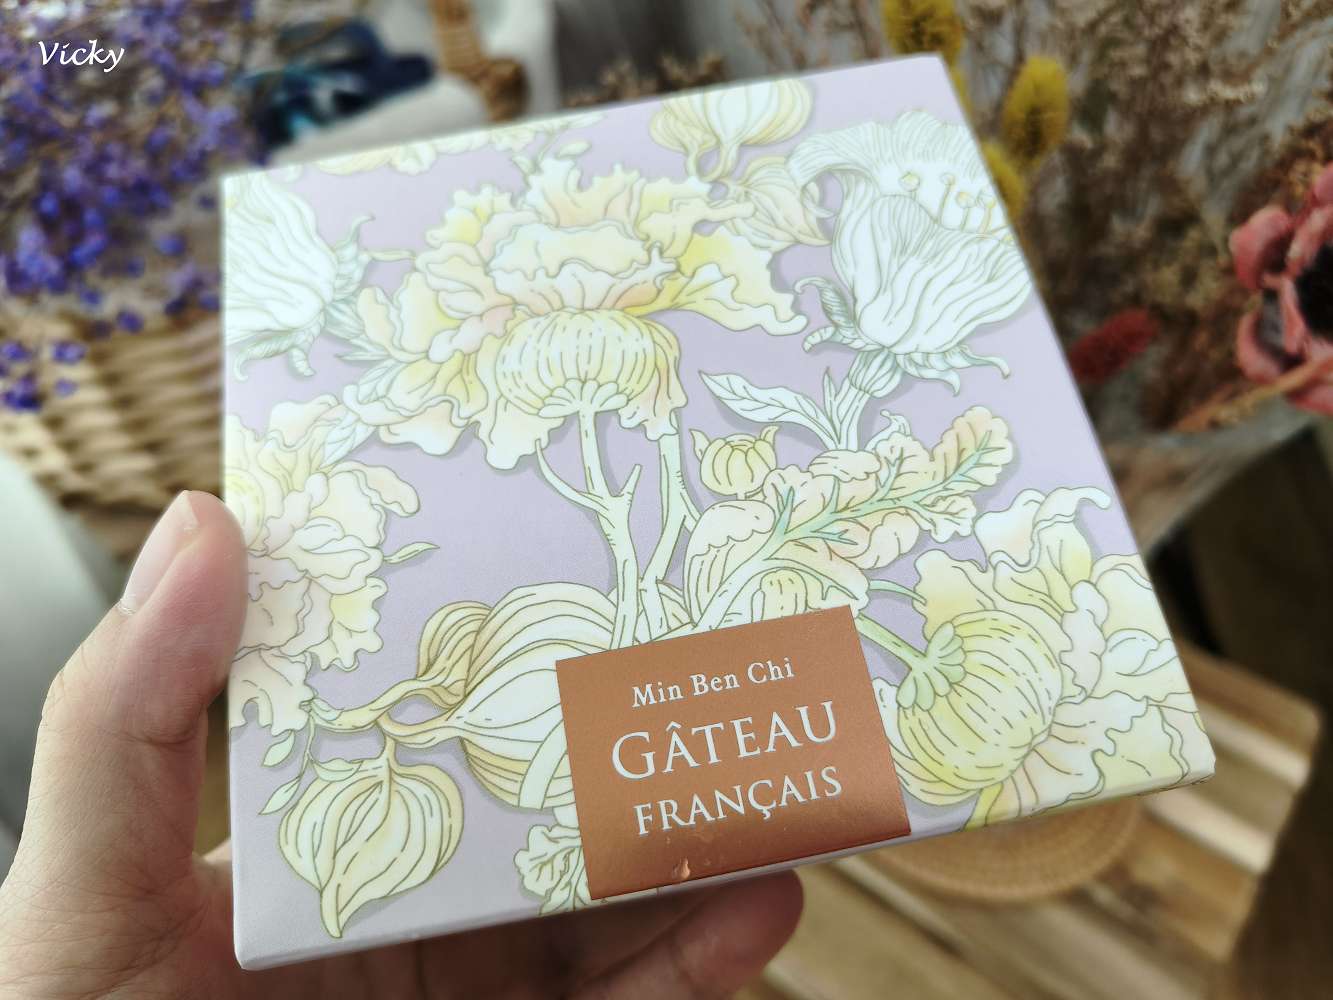 Vicky
Min Ben Chi
GÂTEAU
FRANÇAIS